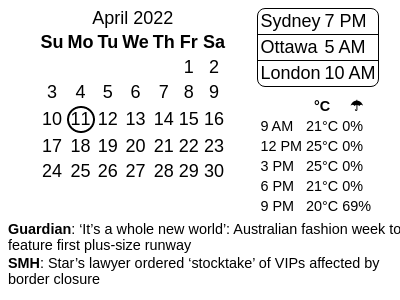 April 2022
Su Mo Tu We Th Fr Sa
1 2
3 4 5 6 7 8 9
10 11 12 13 14 15 16
17 18 19 20 21 22 23
24 25 26 27 28 29 30
Sydney 7 PM
Ottawa 5 AM
London 10 AM
°C ☂
9 AM 21°C 0%
12 PM 25°C 0%
3 PM 25°C 0%
6 PM 21°C 0%
9 PM 20°C 69%
Guardian: ‘It’s a whole new world’: Australian fashion week to
feature first plus-size runway
SMH: Star’s lawyer ordered ‘stocktake’ of VIPs affected by
border closure